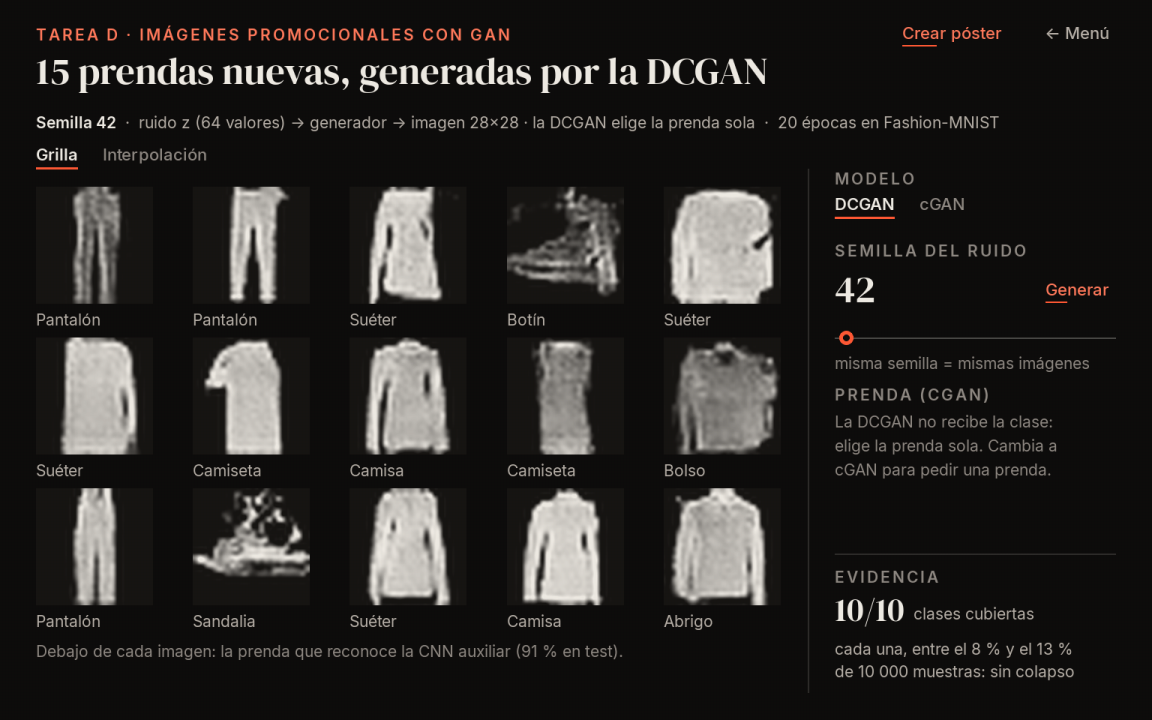 TAREA D · IMÁGENES PROMOCIONALES CON GAN
Crear póster
← Menú
15 prendas nuevas, generadas por la DCGAN
Semilla 42 · ruido z (64 valores) → generador → imagen 28×28 · la DCGAN elige la prenda sola · 20 épocas en Fashion-MNIST
Grilla Interpolación
Pantalón Pantalón Suéter Botín Suéter
Suéter Camiseta Camisa Camiseta Bolso
Pantalón Sandalia Suéter Camisa Abrigo
Debajo de cada imagen: la prenda que reconoce la CNN auxiliar (91 % en test).
MODELO
DCGAN cGAN
SEMILLA DEL RUIDO
42 Generar
misma semilla = mismas imágenes
PRENDA (CGAN)
La DCGAN no recibe la clase:
elige la prenda sola. Cambia a
cGAN para pedir una prenda.
EVIDENCIA
10/10 clases cubiertas
cada una, entre el 8 % y el 13 %
de 10 000 muestras: sin colapso